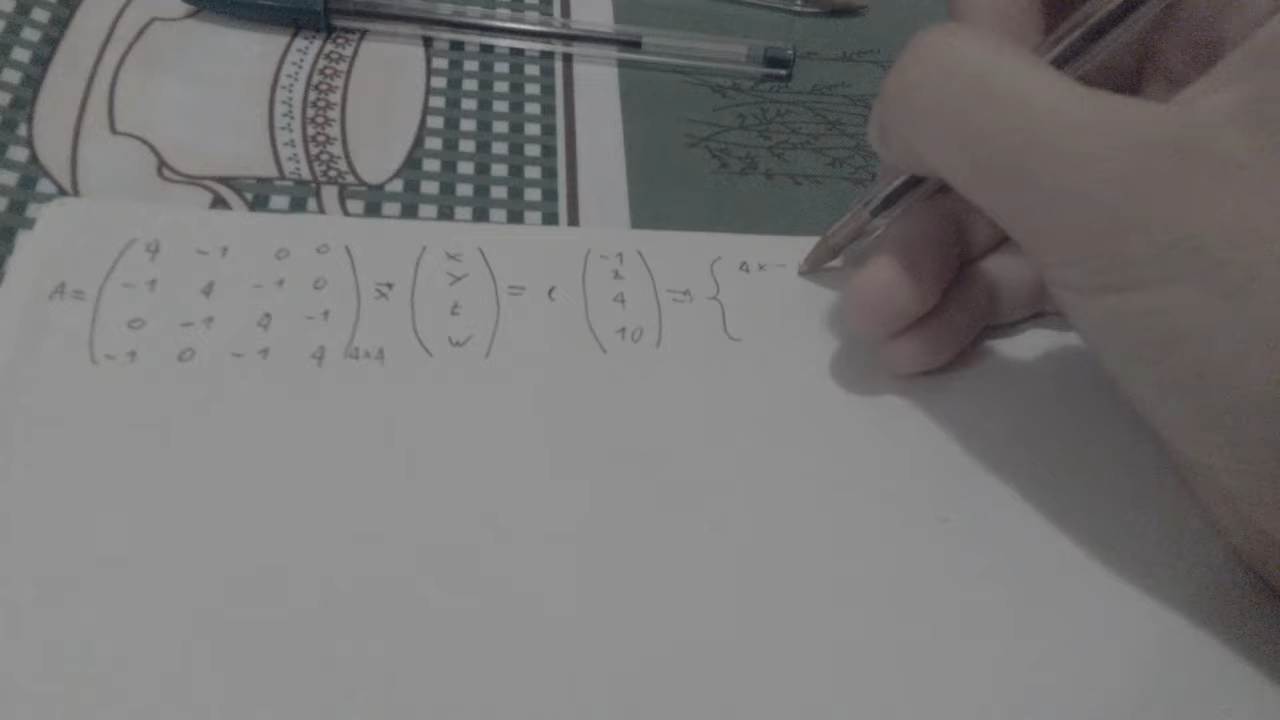 A = ( 4 -1 0 0 ) x⃗ ( x ) = c ( -1 ) ⇒ { 4x -
-1 4 -1 0 y 2
0 -1 4 -1 t 4
-1 0 -1 4 4x4 w 10